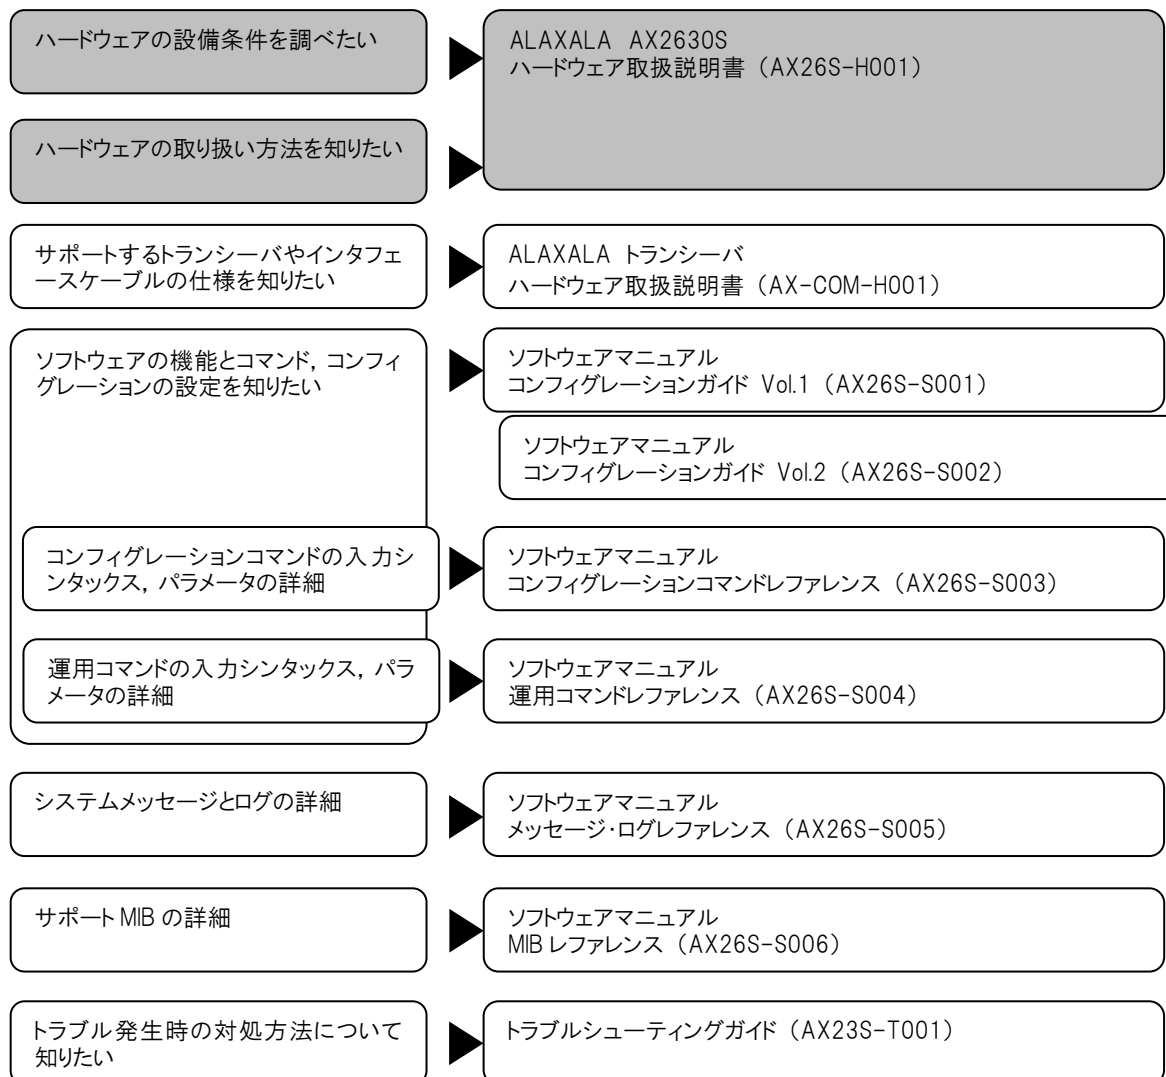 ハードウェアの設備条件を調べたい
ALAXALA AX2630S
ハードウェア取扱説明書（AX26S-H001）
ハードウェアの取り扱い方法を知りたい
サポートするトランシーバやインタフェ
ースケーブルの仕様を知りたい
ALAXALA トランシーバ
ハードウェア取扱説明書（AX-COM-H001）
ソフトウェアの機能とコマンド，コンフィ
グレーションの設定を知りたい
ソフトウェアマニュアル
コンフィグレーションガイド Vol.1（AX26S-S001）
ソフトウェアマニュアル
コンフィグレーションガイド Vol.2（AX26S-S002）
コンフィグレーションコマンドの入力シ
ンタックス，パラメータの詳細
ソフトウェアマニュアル
コンフィグレーションコマンドレファレンス（AX26S-S003）
運用コマンドの入力シンタックス，パラ
メータの詳細
ソフトウェアマニュアル
運用コマンドレファレンス（AX26S-S004）
システムメッセージとログの詳細
ソフトウェアマニュアル
メッセージ・ログレファレンス（AX26S-S005）
サポート MIB の詳細
ソフトウェアマニュアル
MIB レファレンス（AX26S-S006）
トラブル発生時の対処方法について
知りたい
トラブルシューティングガイド（AX23S-T001）